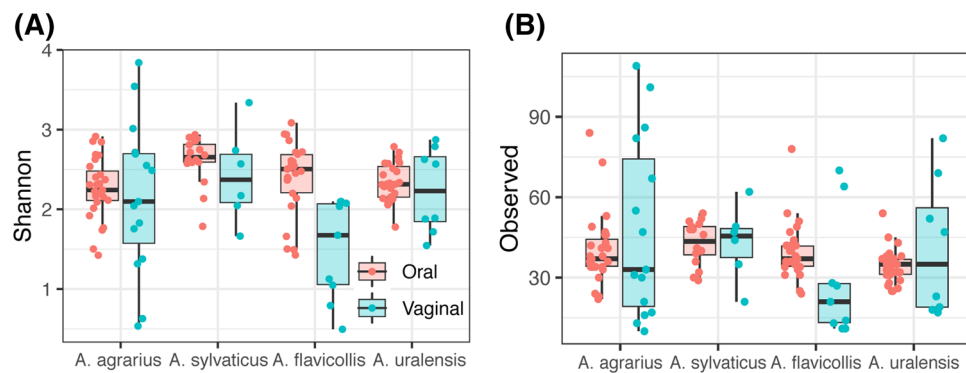 (A)
Shannon
4
3
2
1
Oral
Vaginal
A. agrarius A. sylvaticus A. flavicollis A. uralensis
(B)
Observed
90
60
30
A. agrarius A. sylvaticus A. flavicollis A. uralensis